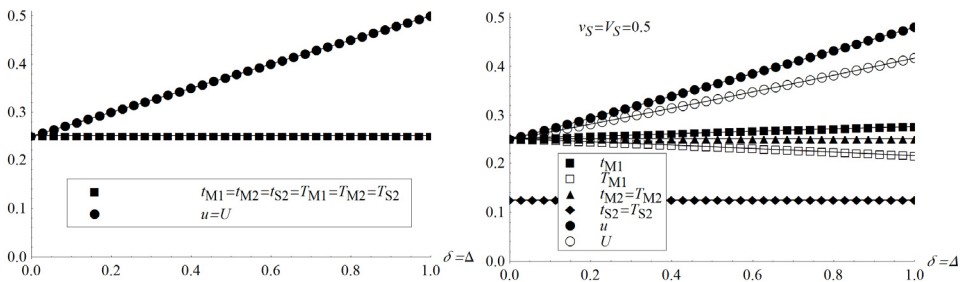 0.5
0.4
0.3
0.2
0.1
0.0
t_M1=t_M2=t_S2=T_M1=T_M2=T_S2
u=U
0.0 0.2 0.4 0.6 0.8 1.0 δ=Δ
v_S=V_S=0.5
0.5
0.4
0.3
0.2
0.1
0.0
t_M1
T_M1
t_M2=T_M2
t_S2=T_S2
u
U
0.0 0.2 0.4 0.6 0.8 1.0 δ=Δ